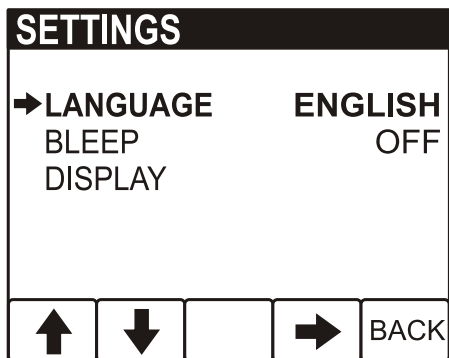 SETTINGS
LANGUAGE ENGLISH
BLEEP OFF
DISPLAY
BACK